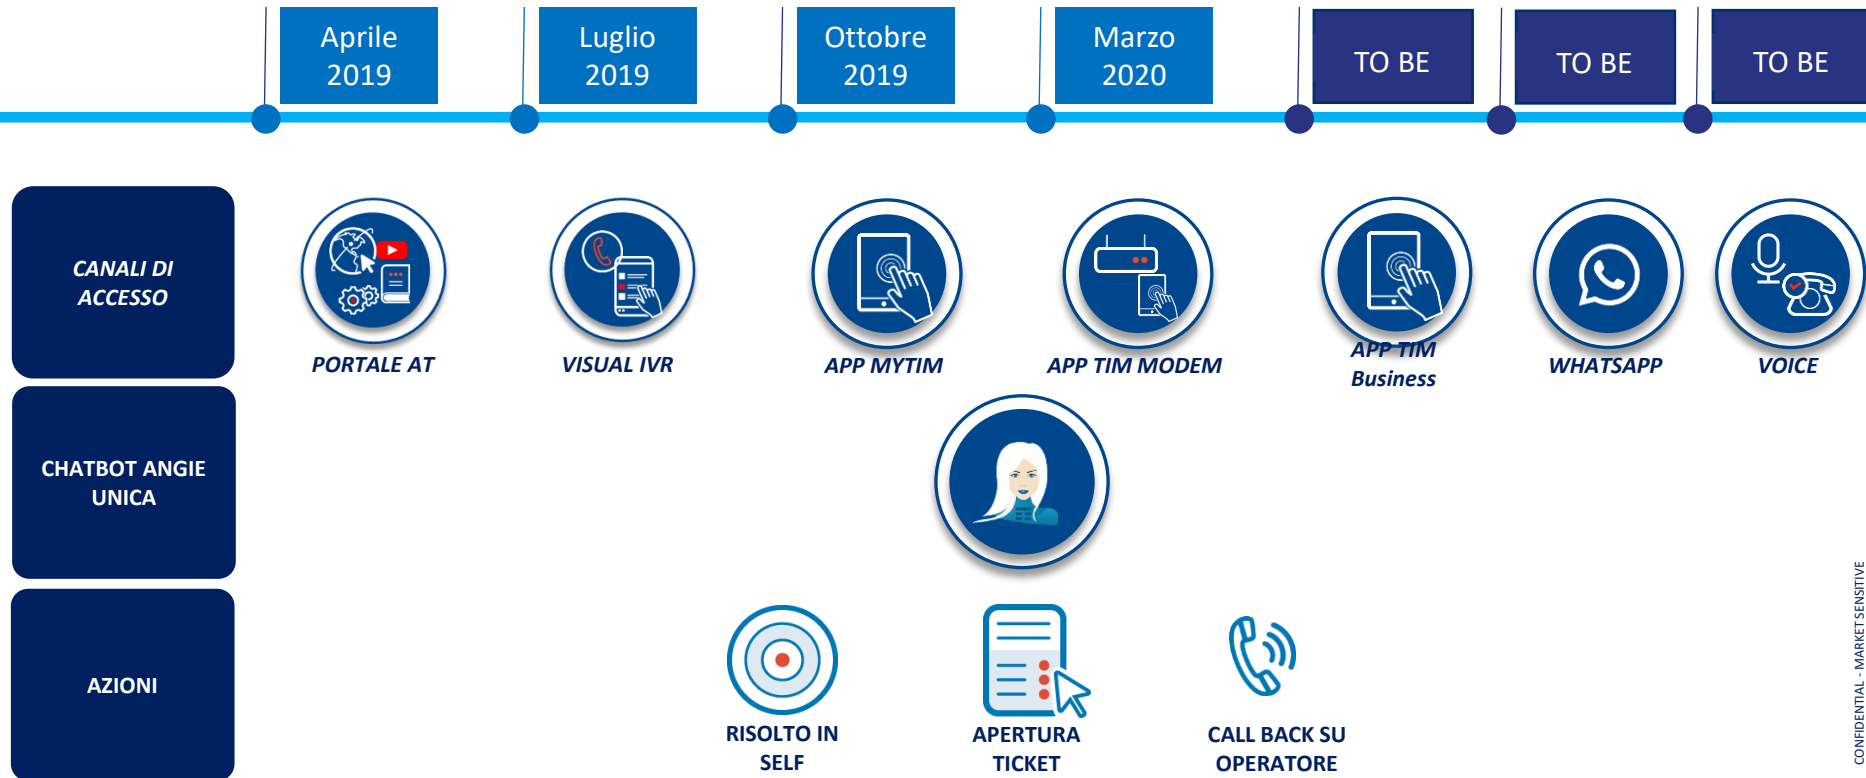 Aprile
2019
Luglio
2019
Ottobre
2019
Marzo
2020
TO BE
TO BE
TO BE
CANALI DI
ACCESSO
PORTALE AT
VISUAL IVR
APP MYTIM
APP TIM MODEM
APP TIM
Business
WHATSAPP
VOICE
CHATBOT ANGIE
UNICA
AZIONI
RISOLTO IN
SELF
APERTURA
TICKET
CALL BACK SU
OPERATORE
CONFIDENTIAL - MARKET SENSITIVE